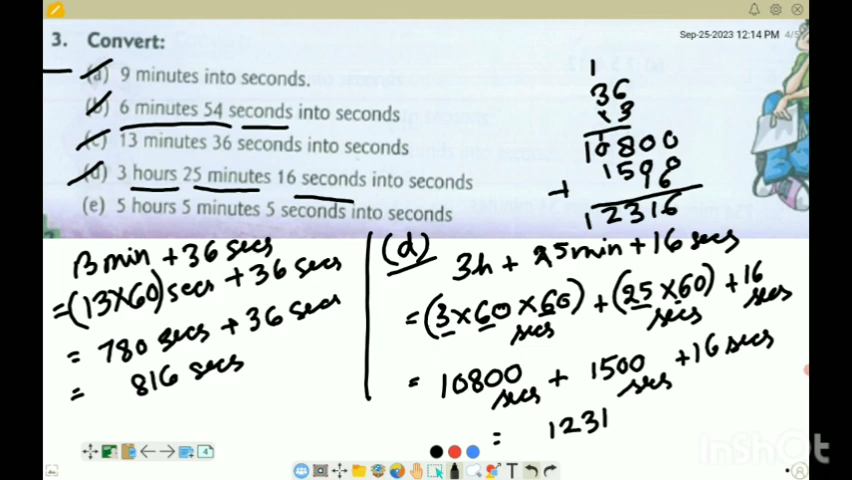 Sep-25-2023 12:14 PM 4/5
3. Convert:
(a) 9 minutes into seconds.
(b) 6 minutes 54 seconds into seconds
(c) 13 minutes 36 seconds into seconds
(d) 3 hours 25 minutes 16 seconds into seconds
(e) 5 hours 5 minutes 5 seconds into seconds
1
36
× 3
10800
+
12316
13 min + 36 secs
= (13×60) secs + 36 secs
= 780 secs + 36 secs
= 816 secs
(d) 3h + 25 min + 16 secs
= (3 × 60 × 60) secs + (25 × 60) secs + 16 secs
= 10800 secs + 1500 secs + 16 secs
= 1231
4
T
InShot